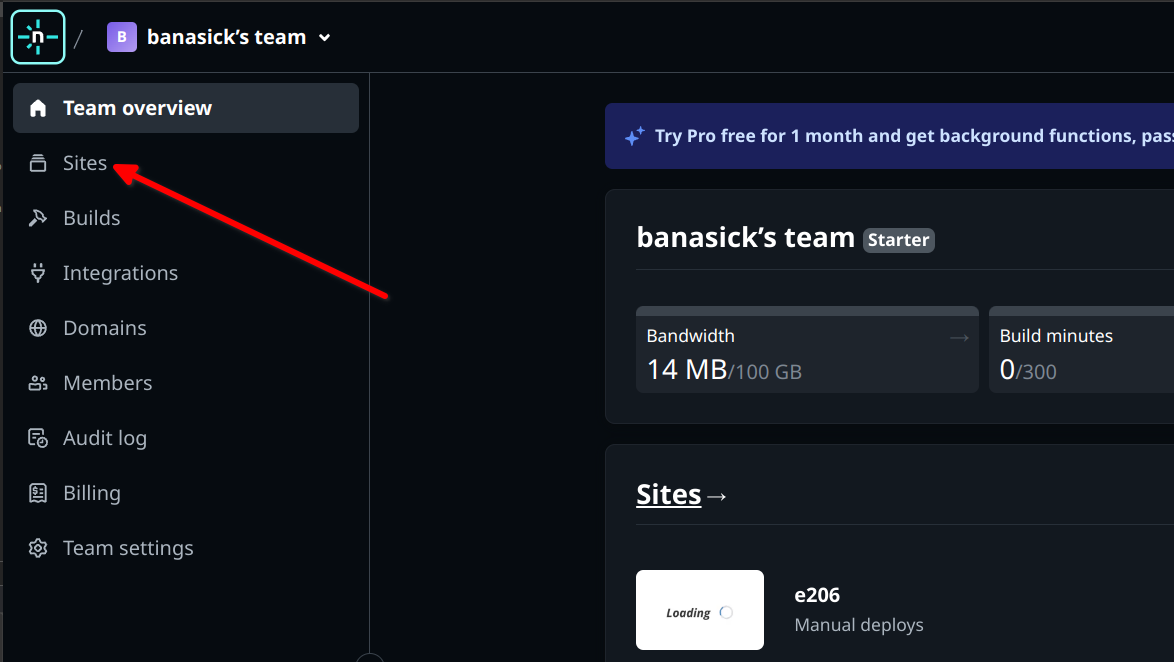 n / B banasick’s team
Team overview
Sites
Builds
Integrations
Domains
Members
Audit log
Billing
Team settings
Try Pro free for 1 month and get background functions, pas
banasick’s team Starter
Bandwidth →
14 MB/100 GB
Build minutes
0/300
Sites→
Loading
e206
Manual deploys